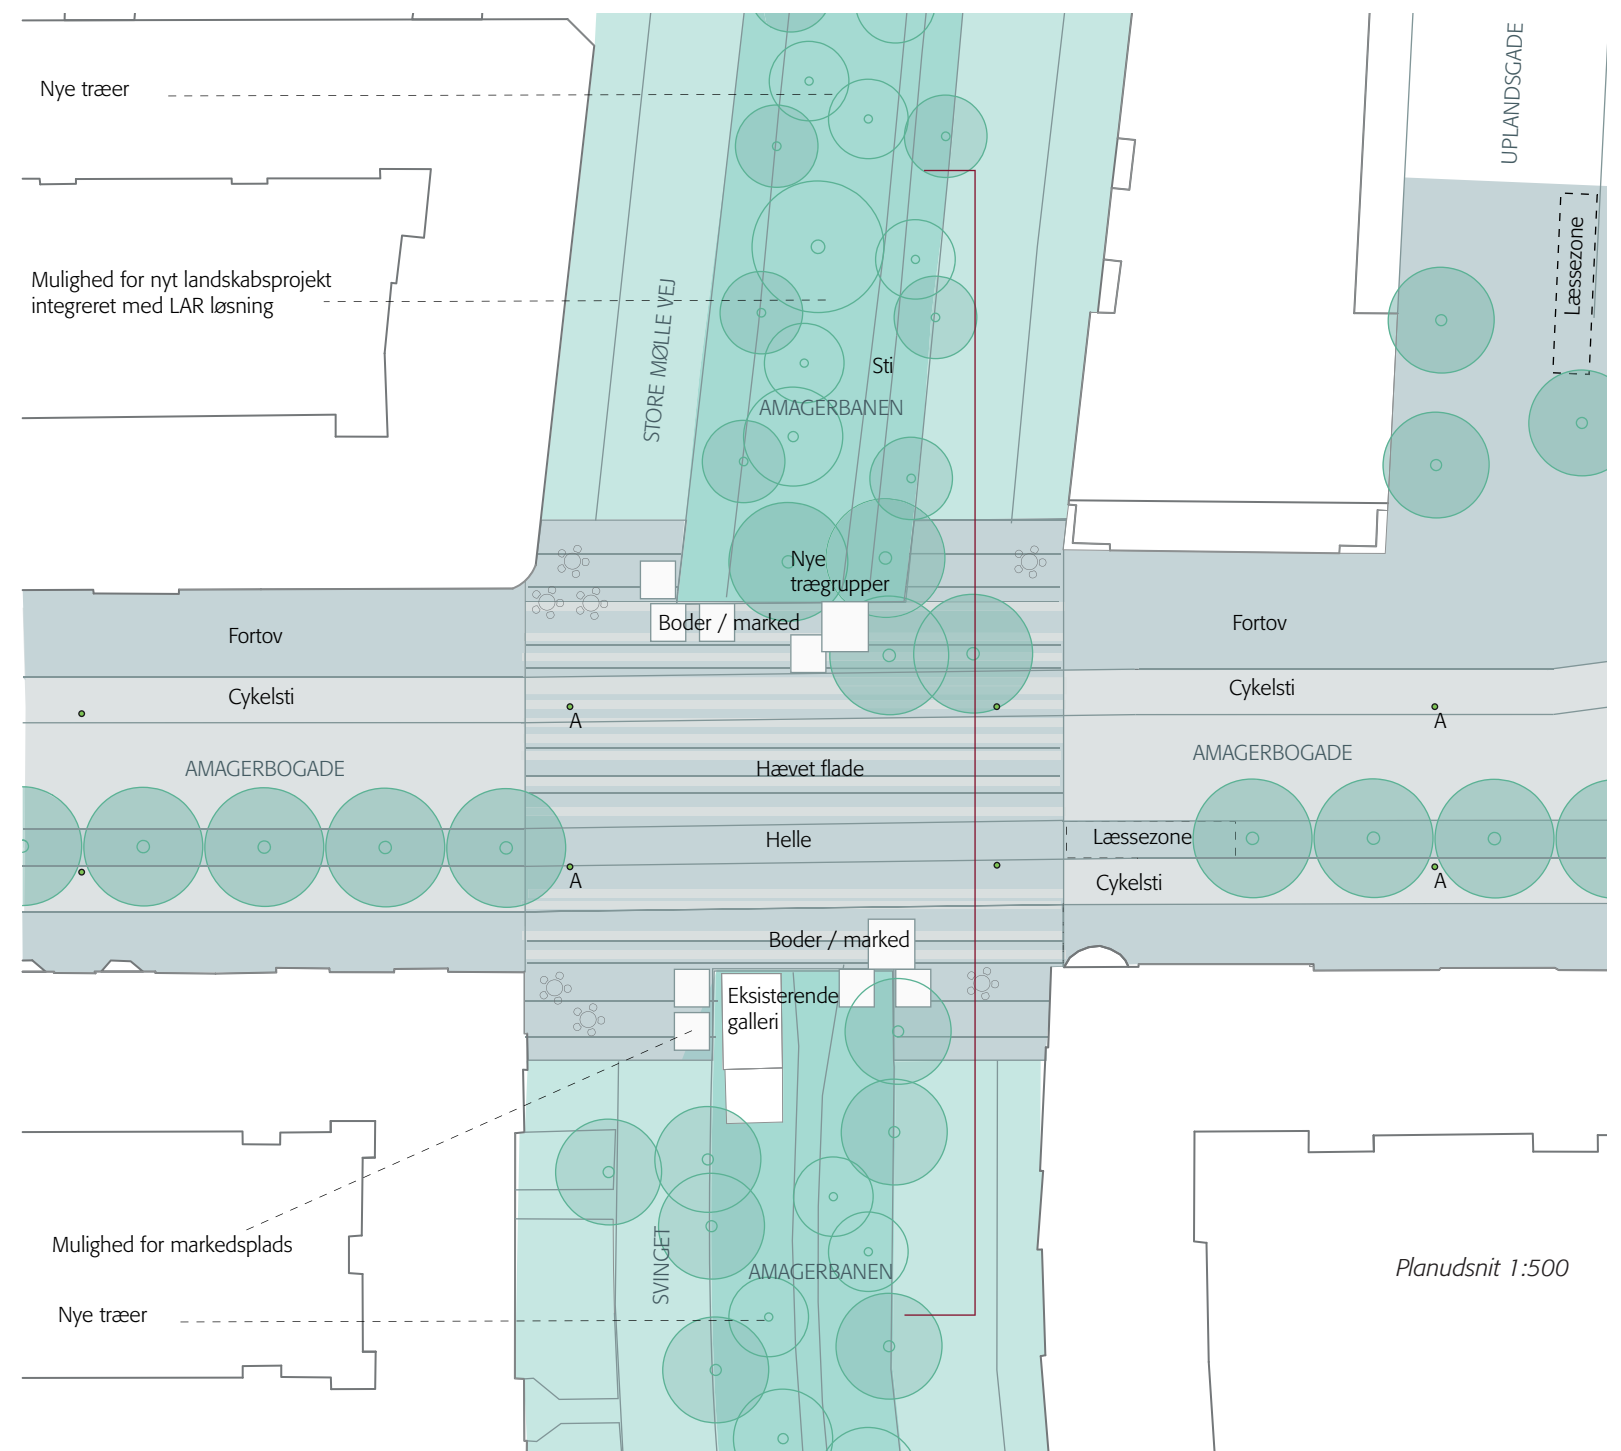 Nye træer
UPLANDSGADE
Læssezone
Mulighed for nyt landskabsprojekt
integreret med LAR løsning
STORE MØLLE VEJ
Sti
AMAGERBANEN
Nye
trægrupper
Boder / marked
Fortov
Fortov
Cykelsti
Cykelsti
A
A
AMAGERBOGADE
Hævet flade
AMAGERBOGADE
Helle
Læssezone
A
Cykelsti
A
Boder / marked
Eksisterende
galleri
Mulighed for markedsplads
SVINGET
AMAGERBANEN
Planudsnit 1:500
Nye træer